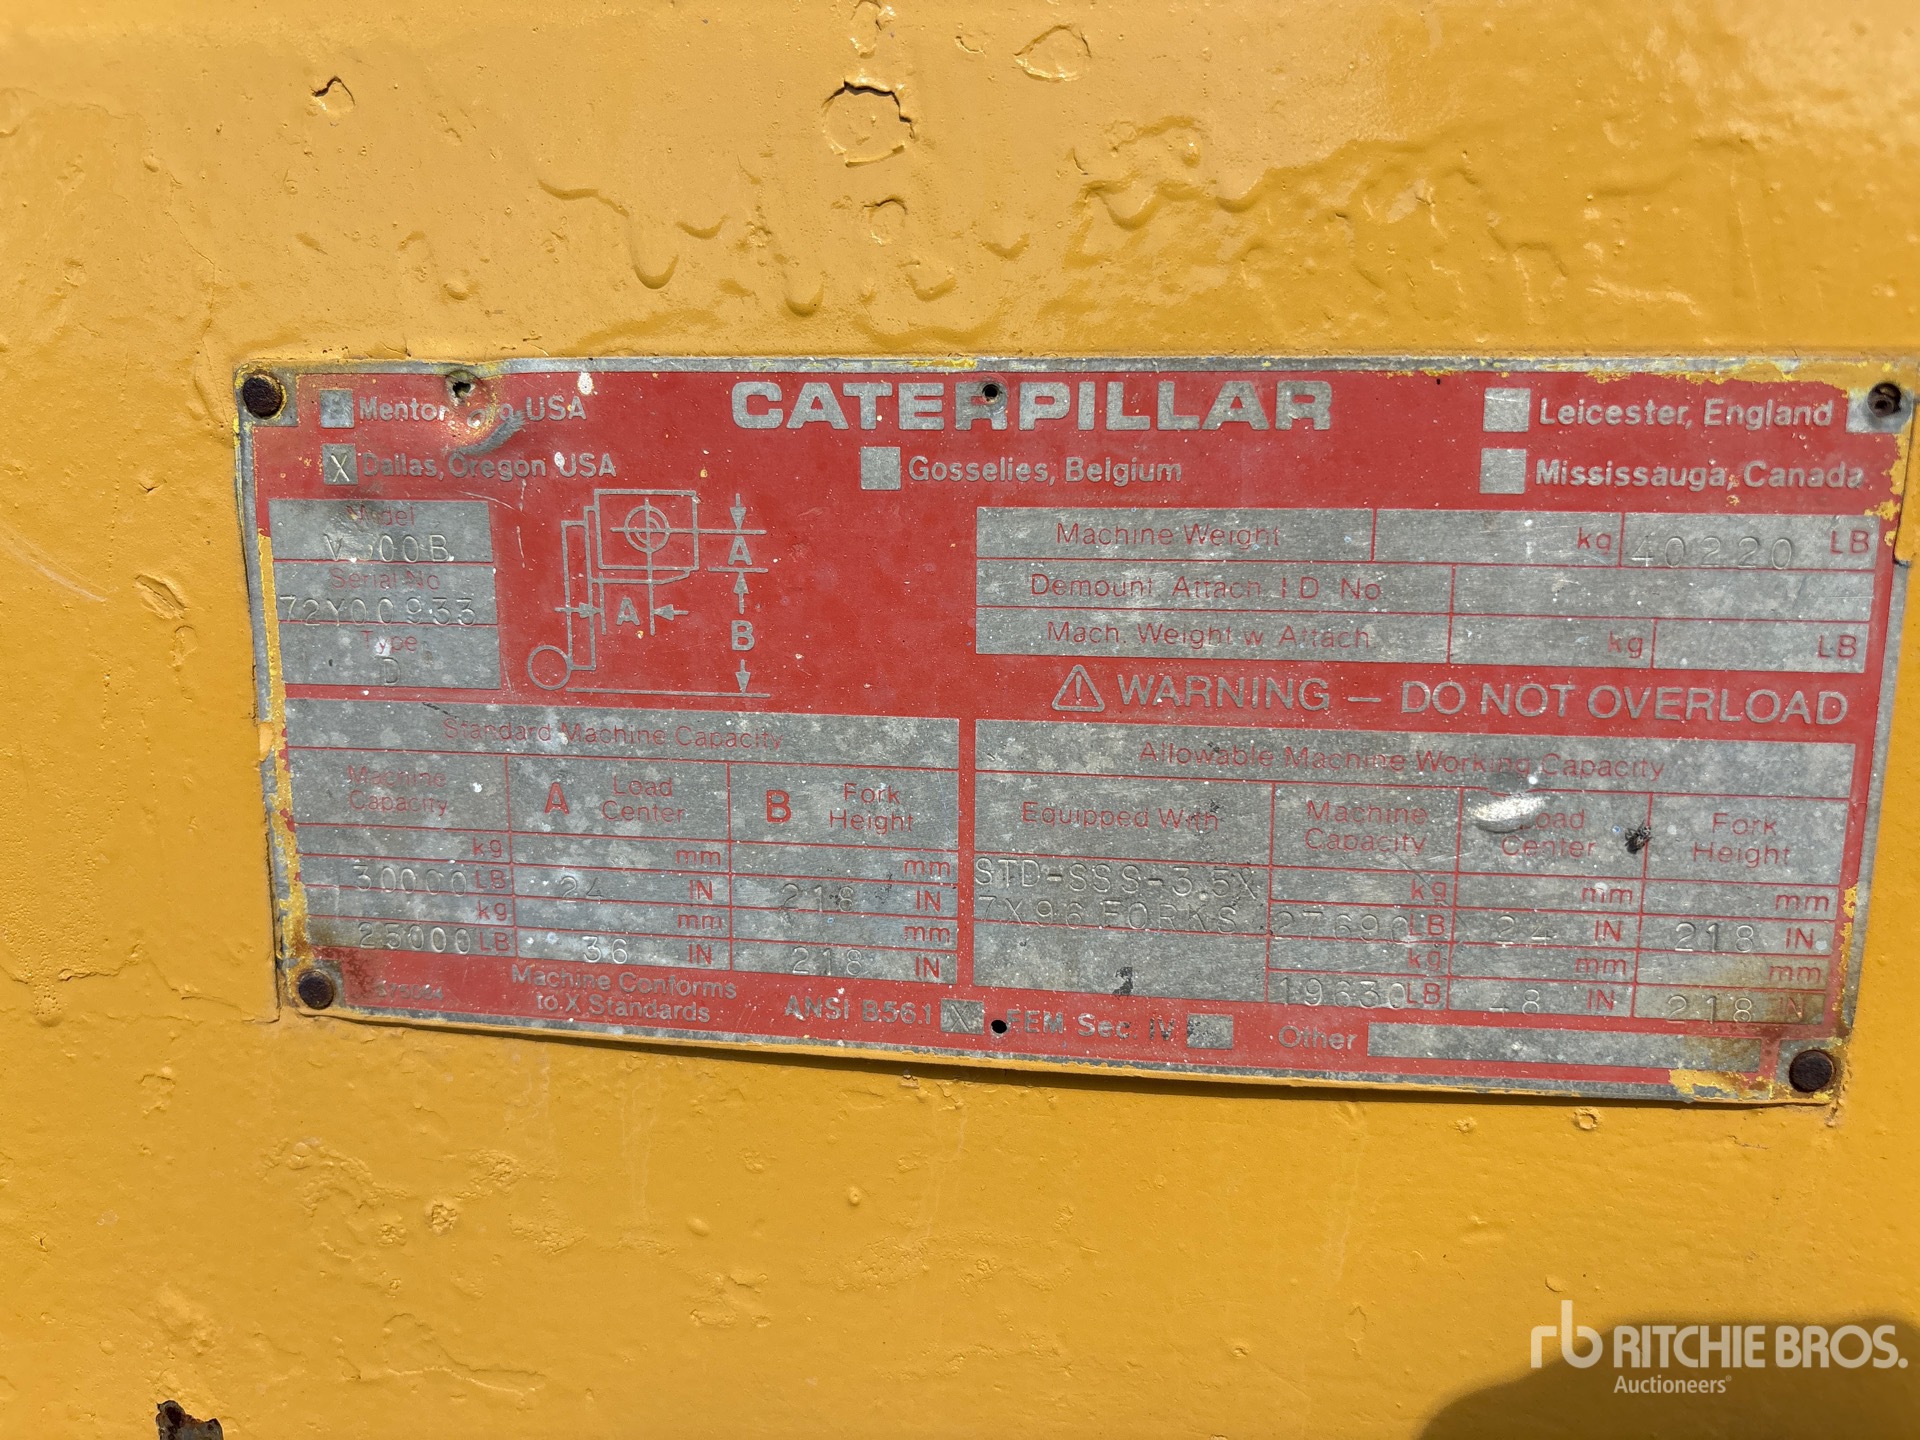 CATERPILLAR
Mentor USA
Leicester, England
X Dallas, Oregon USA
Gosselies, Belgium
Mississauga, Canada
Model
Serial No
72Y00933
Type
D
A
A
B
Machine Weight kg 40220 LB
Demount. Attach. I D No
Mach. Weight w. Attach. kg LB
WARNING – DO NOT OVERLOAD
Standard Machine Capacity
Machine Capacity A Load Center B Fork Height
kg mm mm
30000 LB 24 IN 218 IN
kg mm mm
25000 LB 36 IN 218 IN
Allowable Machine Working Capacity
Equipped With Machine Capacity Load Center Fork Height
STD-SSS-3.5X kg mm mm
7X96 FORKS 27690 LB 24 IN 218 IN
kg mm mm
19630 LB 48 IN 218 IN
Machine Conforms
to X Standards
ANSI B.56.1 X FEM Sec. IV Other
rb RITCHIE BROS.
Auctioneers